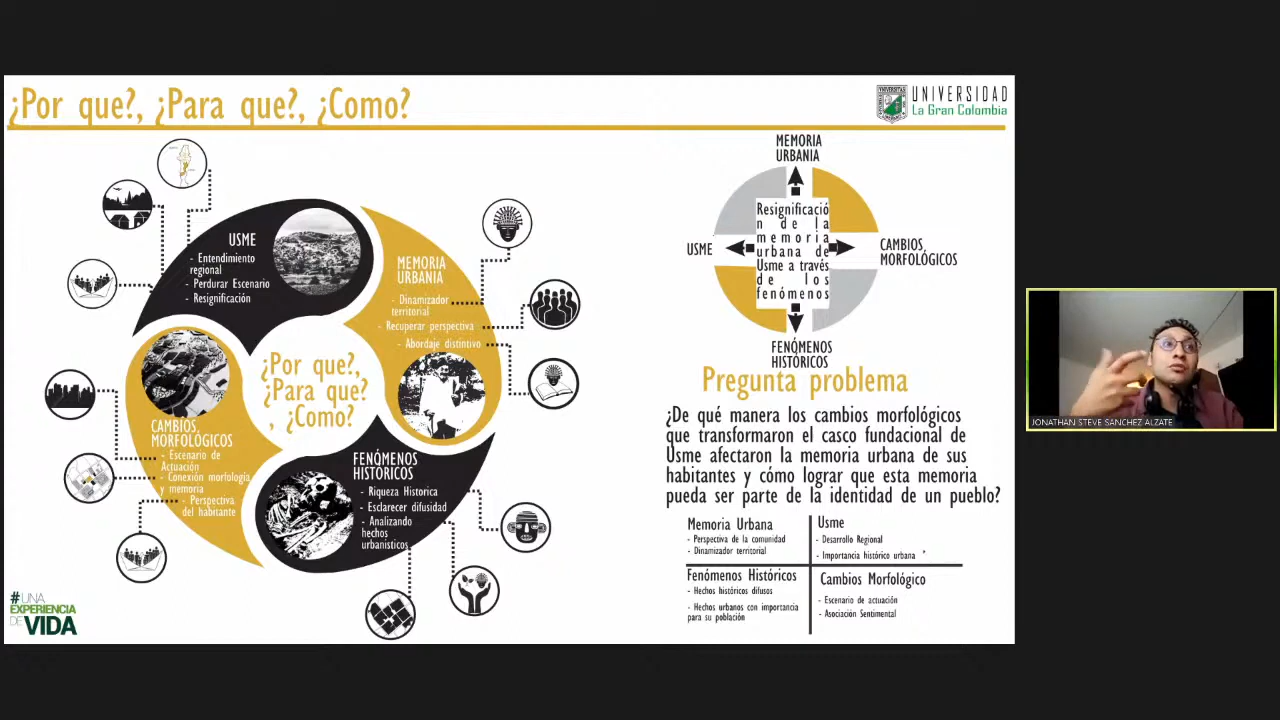 ¿Por que?, ¿Para que?, ¿Como?
UNIVERSIDAD
La Gran Colombia
USME
- Entendimiento
regional
- Perdurar Escenario
- Resignificación
MEMORIA
URBANIA
- Dinamizador
territorial
- Recuperar perspectiva
- Abordaje distintivo
¿Por que?,
¿Para que?
, ¿Como?
CAMBIOS,
MORFOLÓGICOS
- Escenario de
Actuación
- Conexión morfologia
y memoria
- Perspectiva
del habitante
FENÓMENOS
HISTÓRICOS
- Riqueza Historica
- Esclarecer difusidad
- Analizando
hechos
urbanísticos
#UNA
EXPERIENCIA
DE VIDA
MEMORIA
URBANIA
USME
Resignificació
n de la
memoria
urbana de
Usme a través
de los
fenómenos
CAMBIOS,
MORFOLÓGICOS
FENÓMENOS
HISTÓRICOS
Pregunta problema
¿De qué manera los cambios morfológicos
que transformaron el casco fundacional de
Usme afectaron la memoria urbana de sus
habitantes y cómo lograr que esta memoria
pueda ser parte de la identidad de un pueblo?
Memoria Urbana
- Perspectiva de la comunidad
- Dinamizador territorial
Usme
- Desarrollo Regional
- Importancia histórico urbana
Fenómenos Históricos
- Hechos históricos difusos
- Hechos urbanos con importancia
para su población
Cambios Morfológico
- Escenario de actuación
- Asociación Sentimental
JONATHAN STEVE SANCHEZ ALZATE